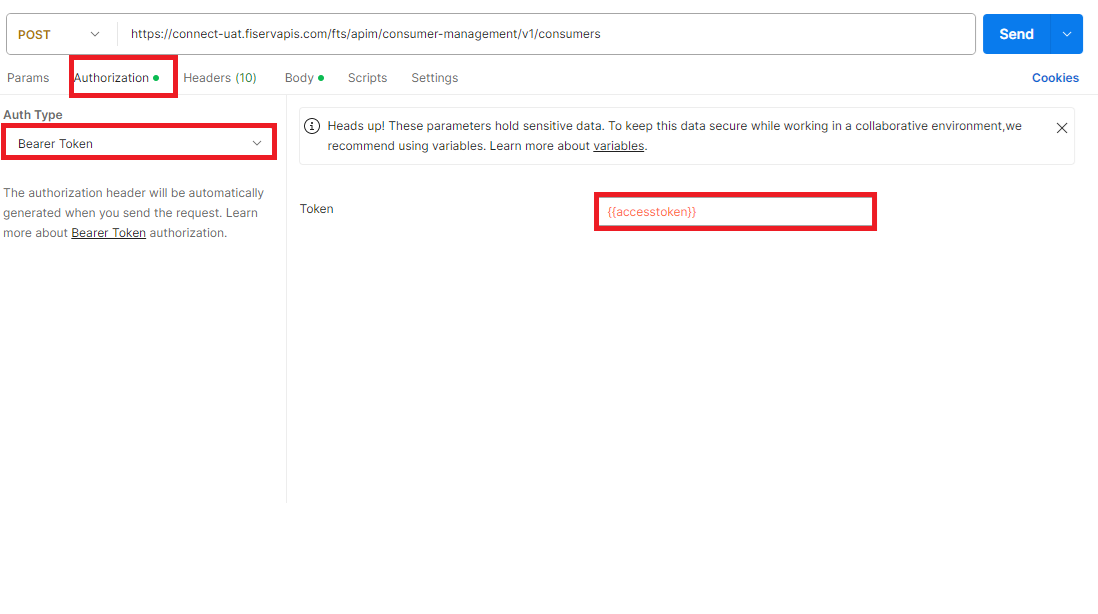 POST
https://connect-uat.fiservapis.com/fts/apim/consumer-management/v1/consumers
Send
Params
Authorization
Headers (10)
Body
Scripts
Settings
Cookies
Auth Type
Bearer Token
The authorization header will be automatically
generated when you send the request. Learn
more about Bearer Token authorization.
Heads up! These parameters hold sensitive data. To keep this data secure while working in a collaborative environment,we
recommend using variables. Learn more about variables.
Token
{{accesstoken}}